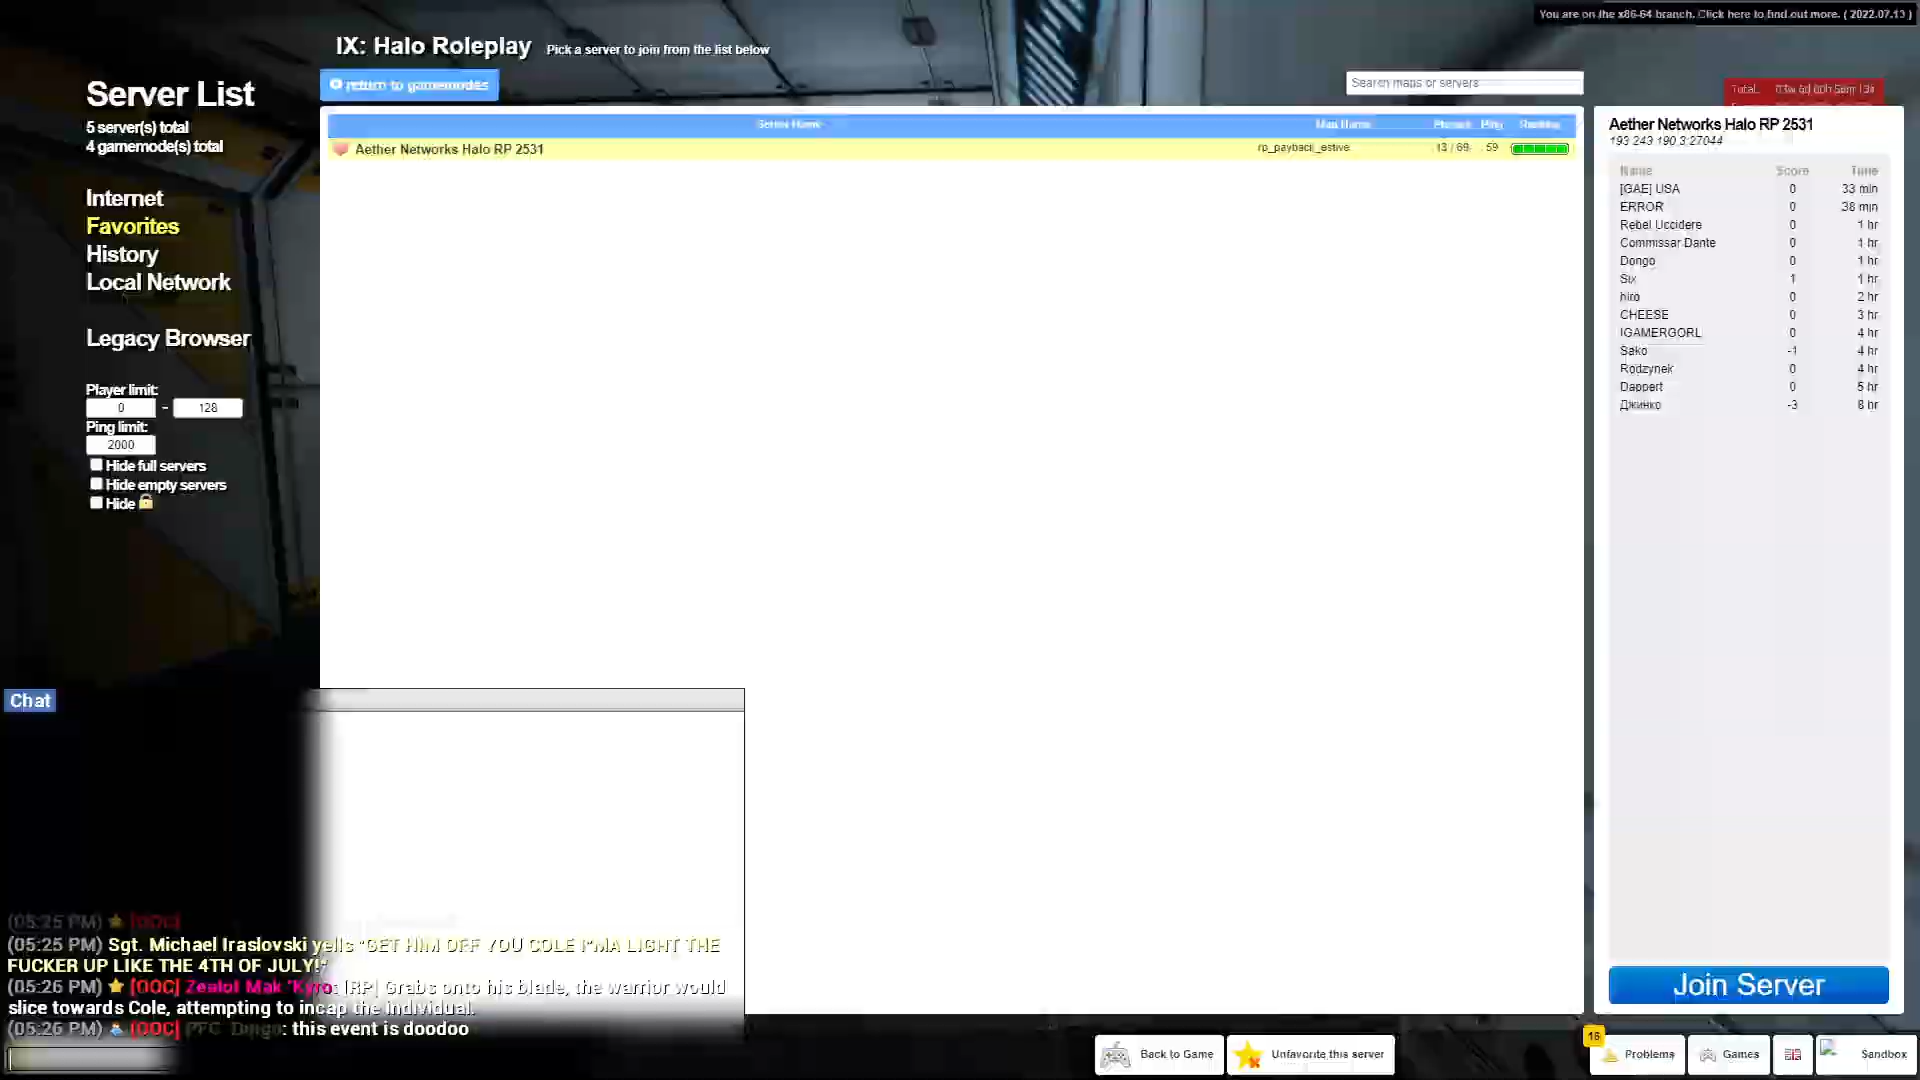 You are on the x86-64 branch. Click here to find out more. ( 2022.07.13 )
IX: Halo Roleplay Pick a server to join from the list below
Server List
5 server(s) total
4 gamemode(s) total
Internet
Favorites
History
Local Network
Legacy Browser
Player limit:
0 - 128
Ping limit:
2000
Hide full servers
Hide empty servers
Hide
return to gamemodes
Search maps or servers
Server Name Map Name Players Ping Ranking
Aether Networks Halo RP 2531 rp_payback_estive 13 / 69 59
Total:
Aether Networks Halo RP 2531
193.243.190.3:27044
Name Score Time
[GAE] USA 0 33 min
ERROR 0 38 min
Rebel Uccidere 0 1 hr
Commissar Dante 0 1 hr
Dongo 0 1 hr
Six 1 1 hr
hiro 0 2 hr
CHEESE 0 3 hr
IGAMERGORL 0 4 hr
Sako -1 4 hr
Rodzynek 0 4 hr
Dappert 0 5 hr
Джинко -3 8 hr
Join Server
Chat
(05:25 PM) [OOC]
(05:25 PM) Sgt. Michael Iraslovski yells "GET HIM OFF YOU COLE I"MA LIGHT THE
FUCKER UP LIKE THE 4TH OF JULY!"
(05:26 PM) [OOC] Zealot Mak 'Kyro: [RP] Grabs onto his blade, the warrior would
slice towards Cole, attempting to incap the individual.
(05:26 PM) [OOC] PFC Dingo: this event is doodoo
Back to Game
Unfavorite this server
16
Problems
Games
Sandbox